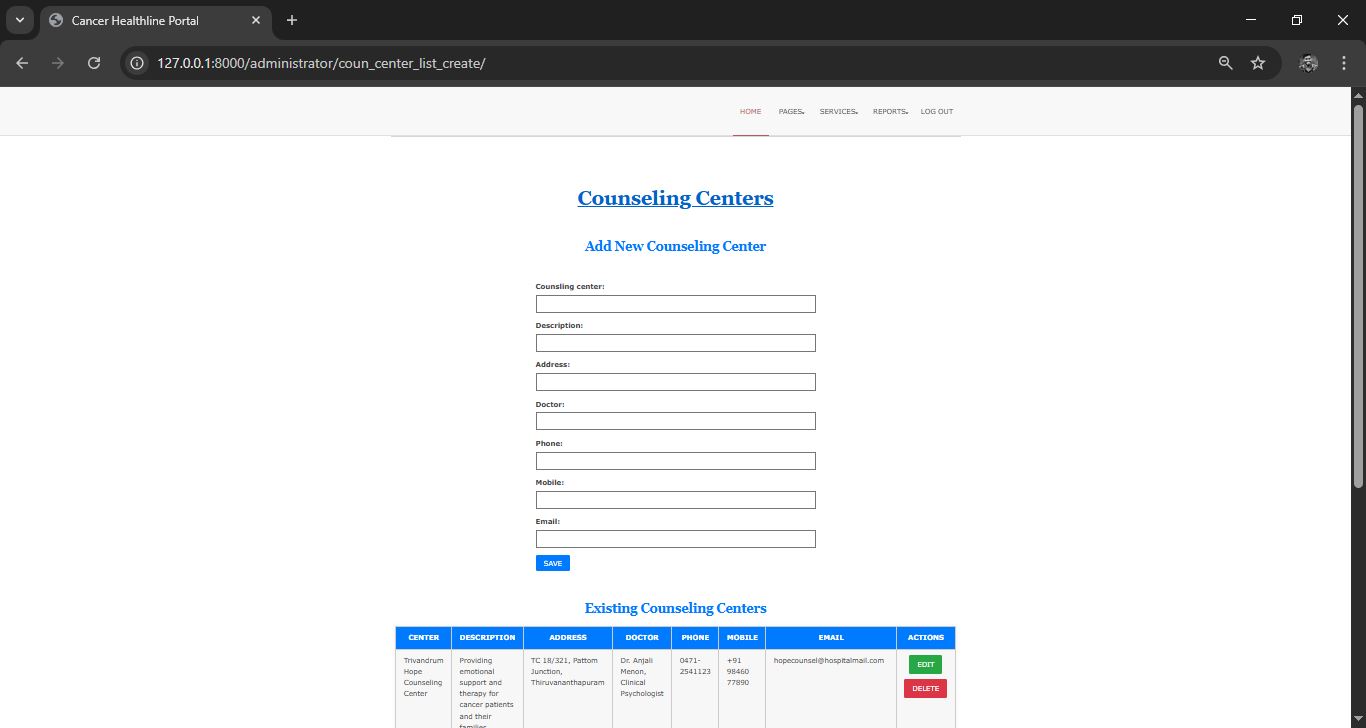 Cancer Healthline Portal
127.0.0.1:8000/administrator/coun_center_list_create/
HOME PAGES SERVICES REPORTS LOG OUT
Counseling Centers
Add New Counseling Center
Counsling center:
Description:
Address:
Doctor:
Phone:
Mobile:
Email:
SAVE
Existing Counseling Centers
CENTER DESCRIPTION ADDRESS DOCTOR PHONE MOBILE EMAIL ACTIONS
Trivandrum Providing TC 18/321, Pattom Dr. Anjali 0471- +91 hopecounsel@hospitalmail.com EDIT
Hope emotional Junction, Menon, 2541123 98460
Counseling support and Thiruvananthapuram Clinical 77890 DELETE
Center therapy for Psychologist
cancer patients
and their
families